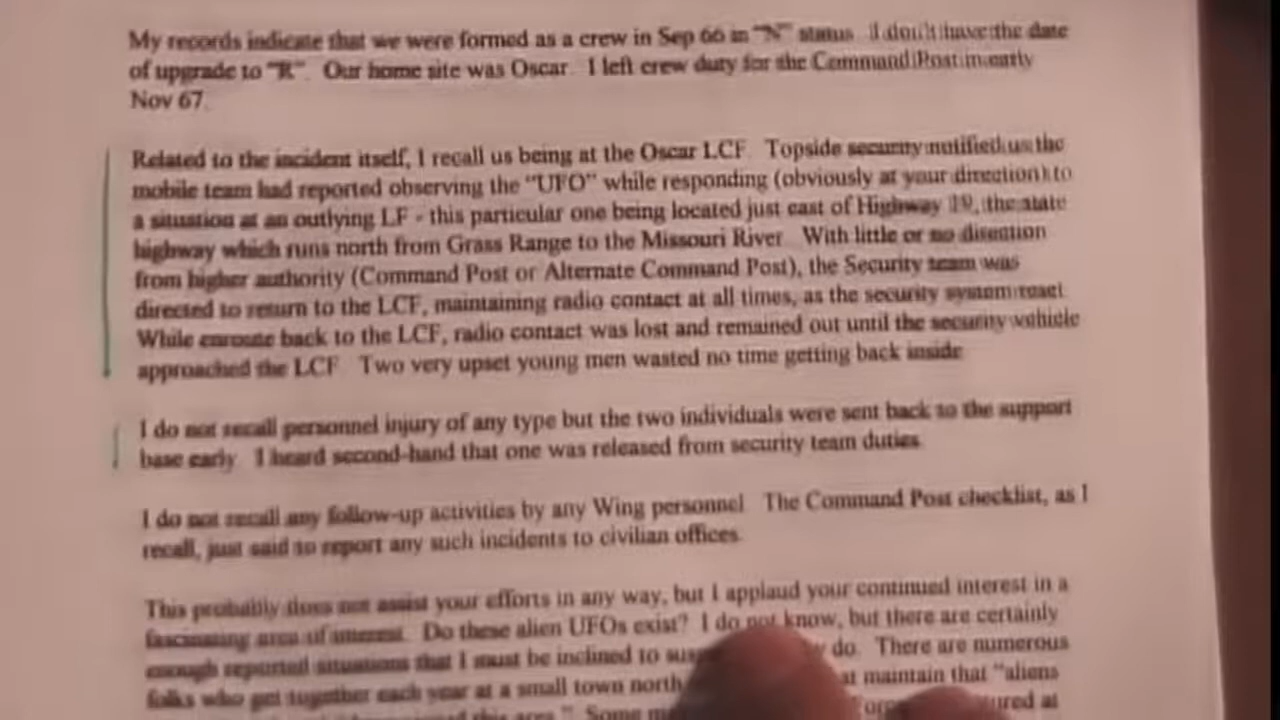 My records indicate that we were formed as a crew in Sep 66 in "N" status. I don't have the date
of upgrade to "R". Our home site was Oscar. I left crew duty for the Command Post in early
Nov 67.
Related to the incident itself, I recall us being at the Oscar LCF. Topside security notified us the
mobile team had reported observing the "UFO" while responding (obviously at your direction) to
a situation at an outlying LF - this particular one being located just east of Highway 19, the state
highway which runs north from Grass Range to the Missouri River. With little or no direction
from higher authority (Command Post or Alternate Command Post), the Security team was
directed to return to the LCF, maintaining radio contact at all times, as the security system reset.
While enroute back to the LCF, radio contact was lost and remained out until the security vehicle
approached the LCF. Two very upset young men wasted no time getting back inside.
I do not recall personnel injury of any type but the two individuals were sent back to the support
base early. I heard second-hand that one was released from security team duties.
I do not recall any follow-up activities by any Wing personnel. The Command Post checklist, as I
recall, just said to report any such incidents to civilian offices.
This probably does not assist your efforts in any way, but I applaud your continued interest in a
fascinating area of interest. Do these alien UFOs exist? I do not know, but there are certainly
enough reported situations that I must be inclined to do. There are numerous
folks who get together each year at a small town north maintain that "aliens
this area." Some